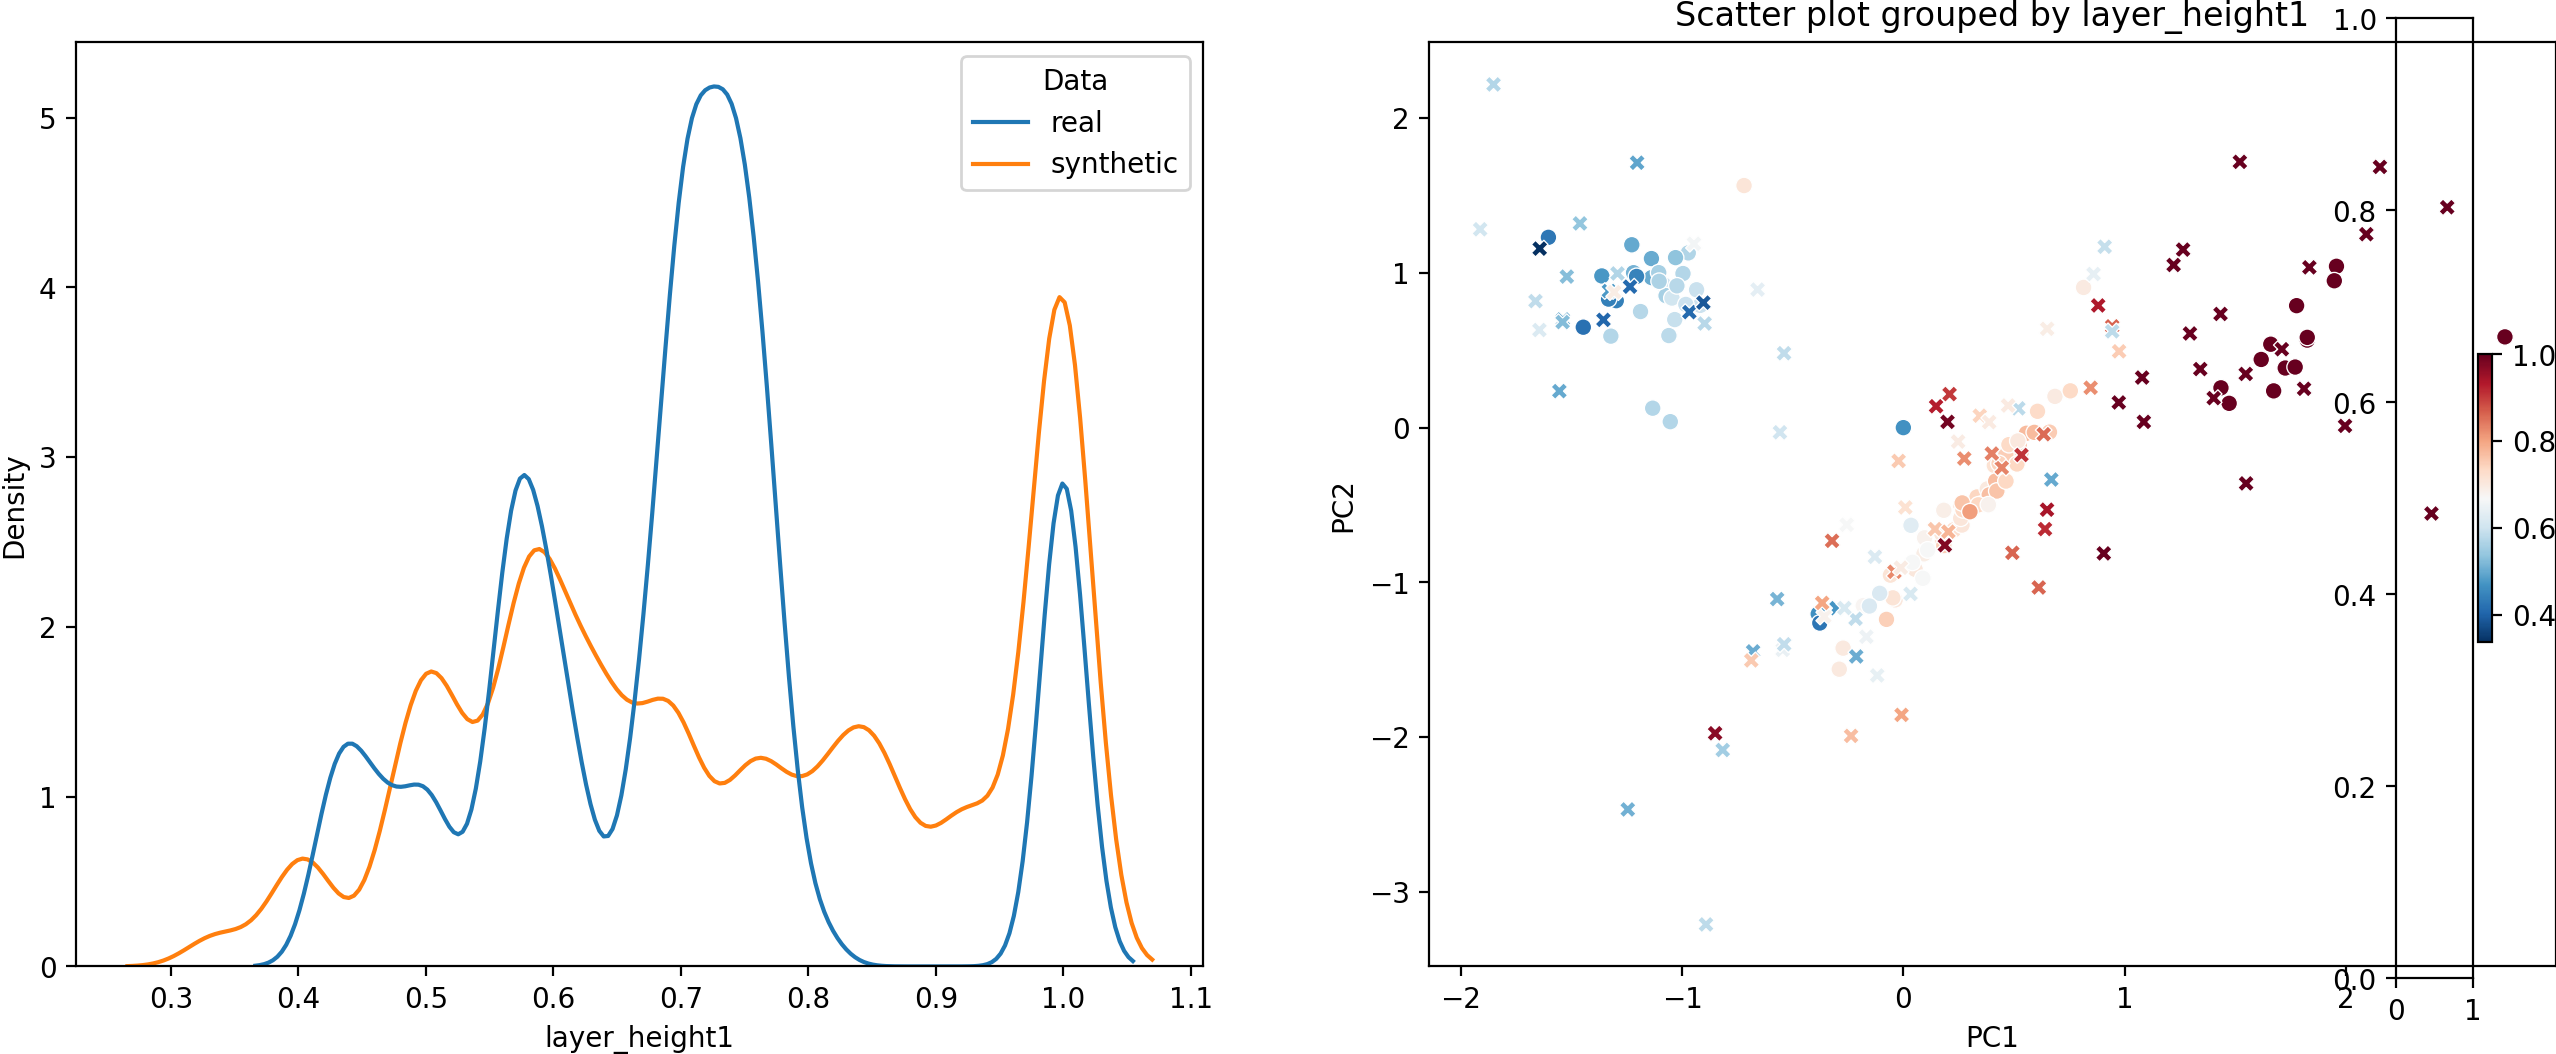 Data
real
synthetic
5
4
3
2
1
0
Density
0.3 0.4 0.5 0.6 0.7 0.8 0.9 1.0 1.1
layer_height1
Scatter plot grouped by layer_height1
2
1
0
−1
−2
−3
PC2
−2 −1 0 1 2
PC1
1.0
0.8
0.6
0.4
0.2
0.0
0 1
1.0
0.8
0.6
0.4